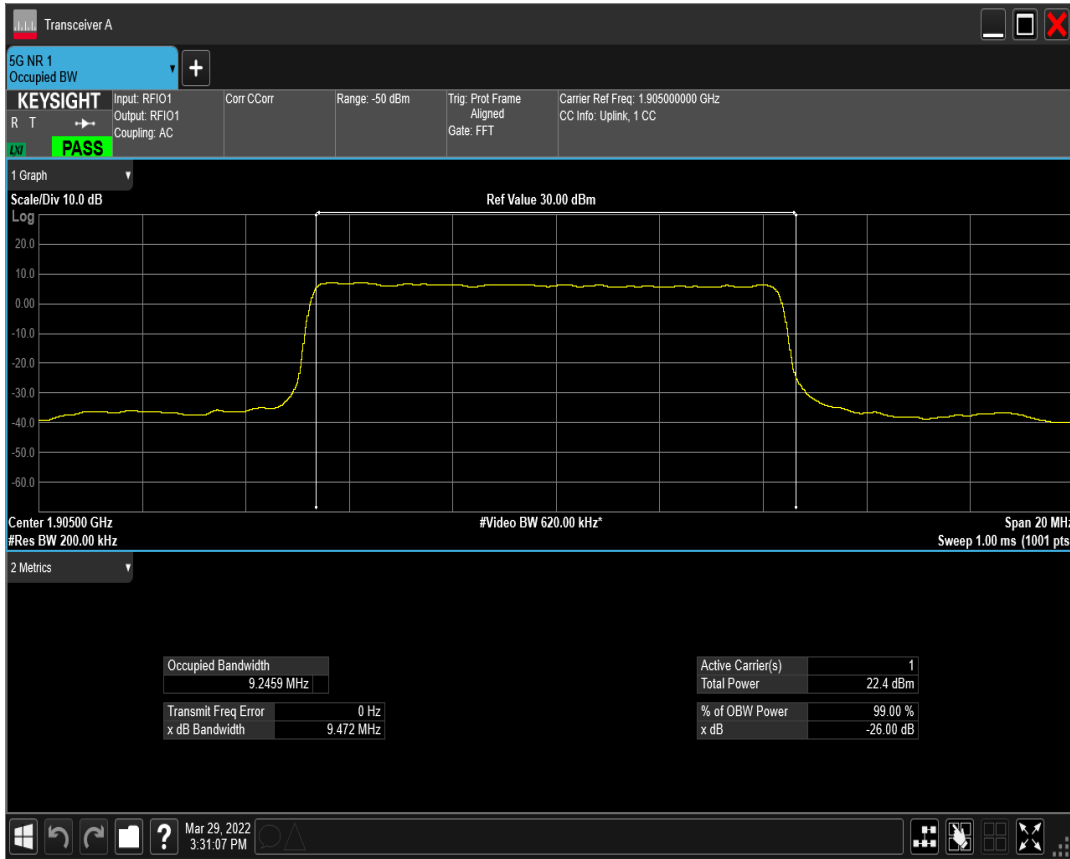 Transceiver A
5G NR 1
Occupied BW
KEYSIGHT
R T
LXI
PASS
Input: RFIO1
Output: RFIO1
Coupling: AC
Corr CCorr
Range: -50 dBm
Trig: Prot Frame
Aligned
Gate: FFT
Carrier Ref Freq: 1.905000000 GHz
CC Info: Uplink, 1 CC
1 Graph
Scale/Div 10.0 dB
Ref Value 30.00 dBm
Log
20.0
10.0
0.00
-10.0
-20.0
-30.0
-40.0
-50.0
-60.0
Center 1.90500 GHz
#Video BW 620.00 kHz*
Span 20 MHz
#Res BW 200.00 kHz
Sweep 1.00 ms (1001 pts
2 Metrics
Occupied Bandwidth
9.2459 MHz
Transmit Freq Error 0 Hz
x dB Bandwidth 9.472 MHz
Active Carrier(s) 1
Total Power 22.4 dBm
% of OBW Power 99.00 %
x dB -26.00 dB
?
Mar 29, 2022
3:31:07 PM